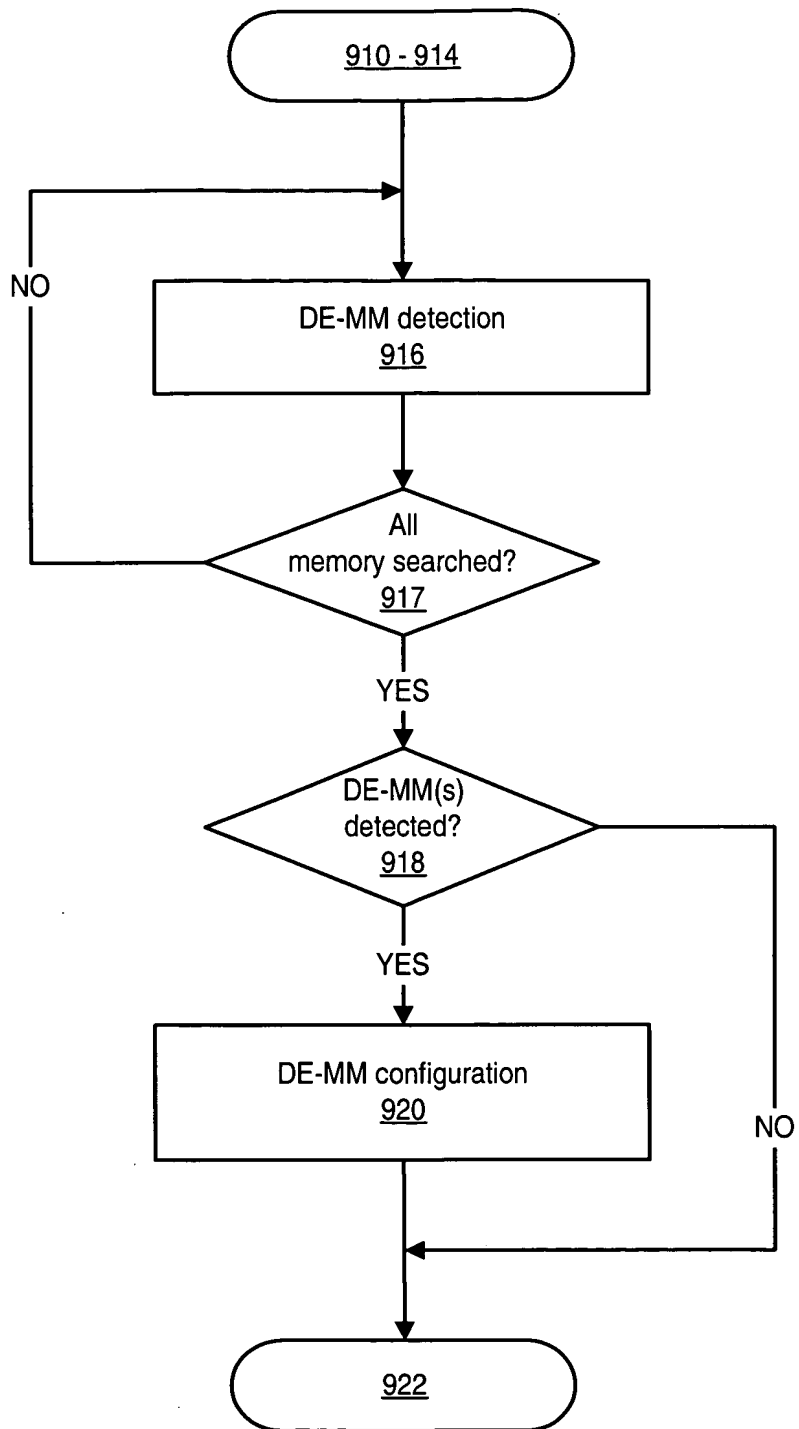 910 - 914
NO
DE-MM detection
916
All
memory searched?
917
YES
DE-MM(s)
detected?
918
YES
DE-MM configuration
920
NO
922